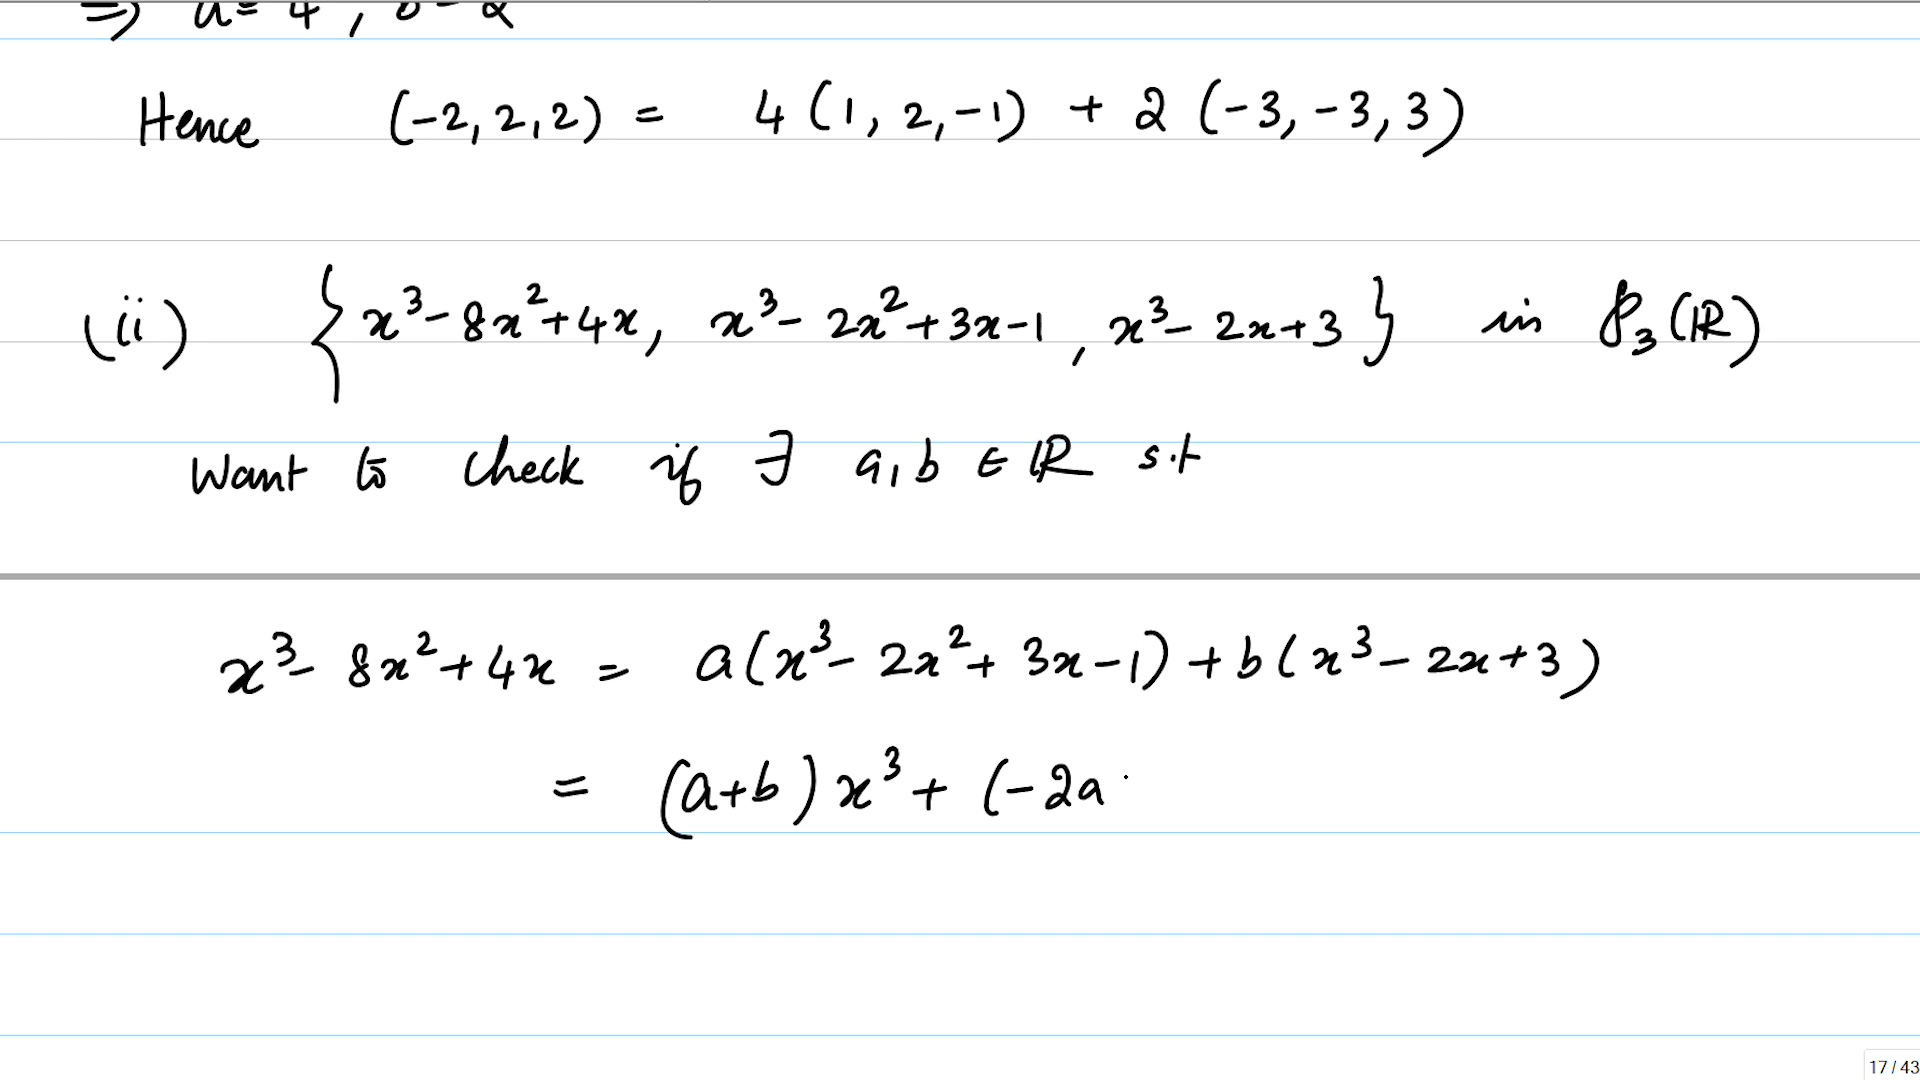 ⇒ a = 4, b = 2
Hence (-2, 2, 2) = 4 (1, 2, -1) + 2 (-3, -3, 3)
(ii) { x³ - 8x² + 4x, x³ - 2x² + 3x - 1, x³ - 2x + 3 } in P₃(ℝ)
Want to check if ∃ a, b ∈ ℝ s.t
x³ - 8x² + 4x = a(x³ - 2x² + 3x - 1) + b(x³ - 2x + 3)
= (a+b)x³ + (-2a
17 / 43